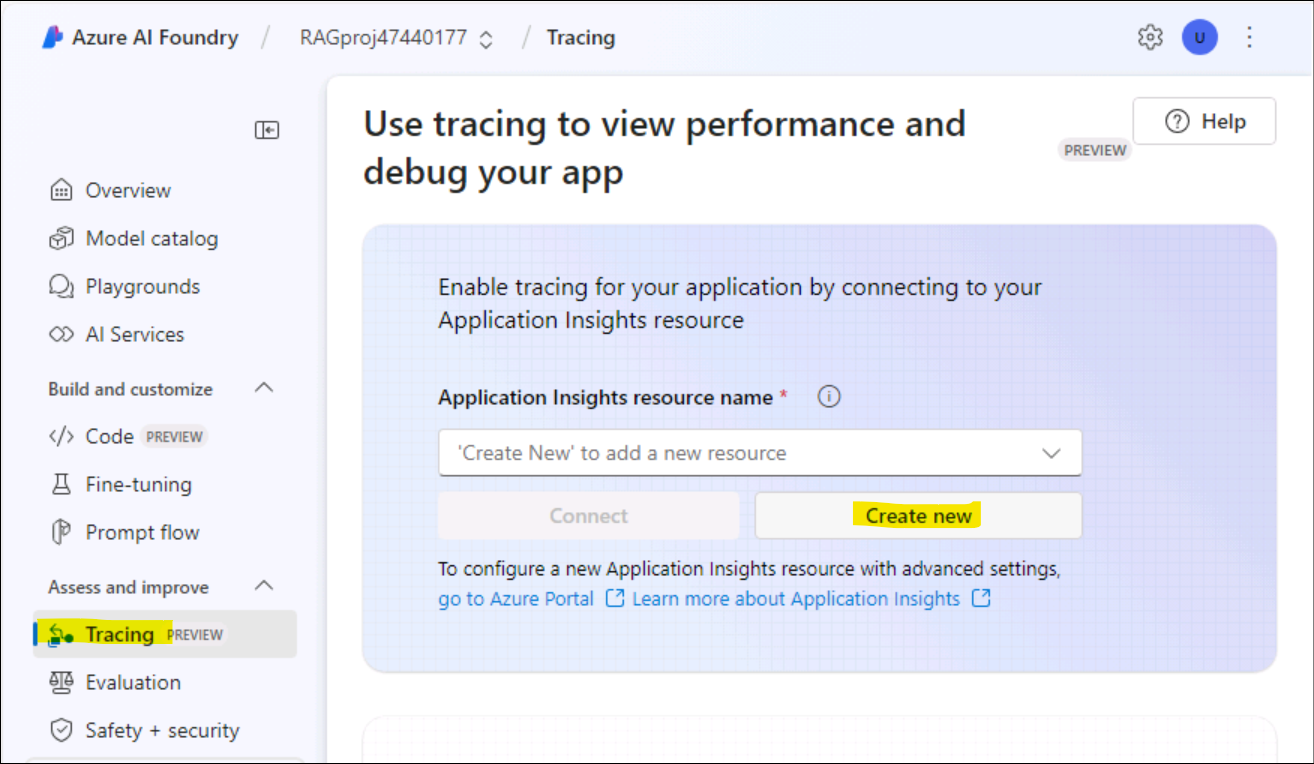 Azure AI Foundry / RAGproj47440177 / Tracing
U
Overview
Model catalog
Playgrounds
AI Services
Build and customize
Code PREVIEW
Fine-tuning
Prompt flow
Assess and improve
Tracing PREVIEW
Evaluation
Safety + security
Use tracing to view performance and
debug your app
PREVIEW
Help
Enable tracing for your application by connecting to your
Application Insights resource
Application Insights resource name *
'Create New' to add a new resource
Connect
Create new
To configure a new Application Insights resource with advanced settings,
go to Azure Portal Learn more about Application Insights